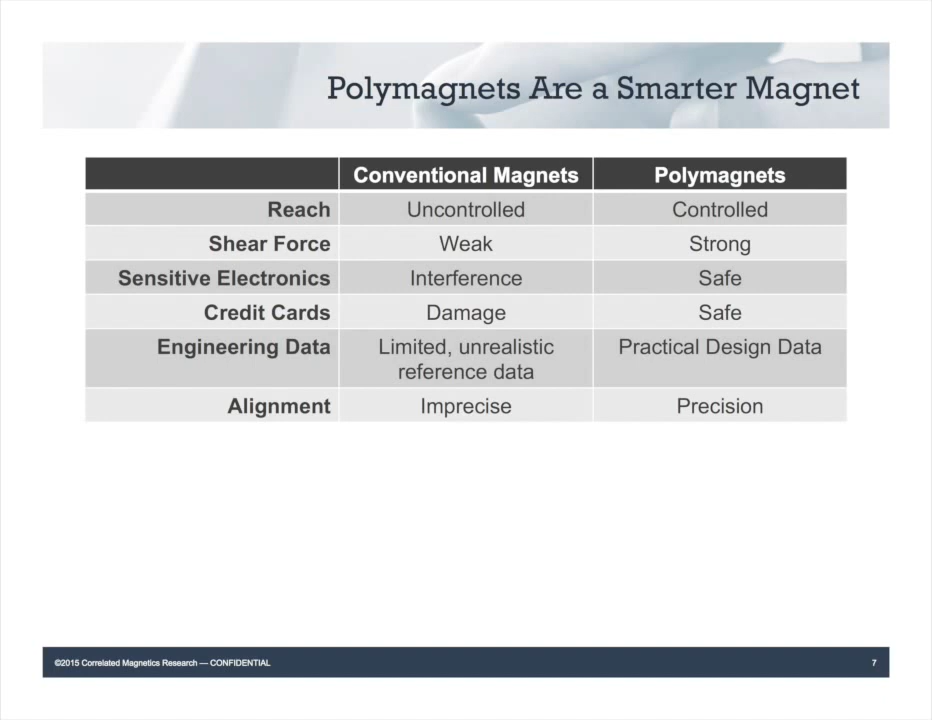 Polymagnets Are a Smarter Magnet
Conventional Magnets Polymagnets
Reach Uncontrolled Controlled
Shear Force Weak Strong
Sensitive Electronics Interference Safe
Credit Cards Damage Safe
Engineering Data Limited, unrealistic Practical Design Data
reference data
Alignment Imprecise Precision
©2015 Correlated Magnetics Research — CONFIDENTIAL 7